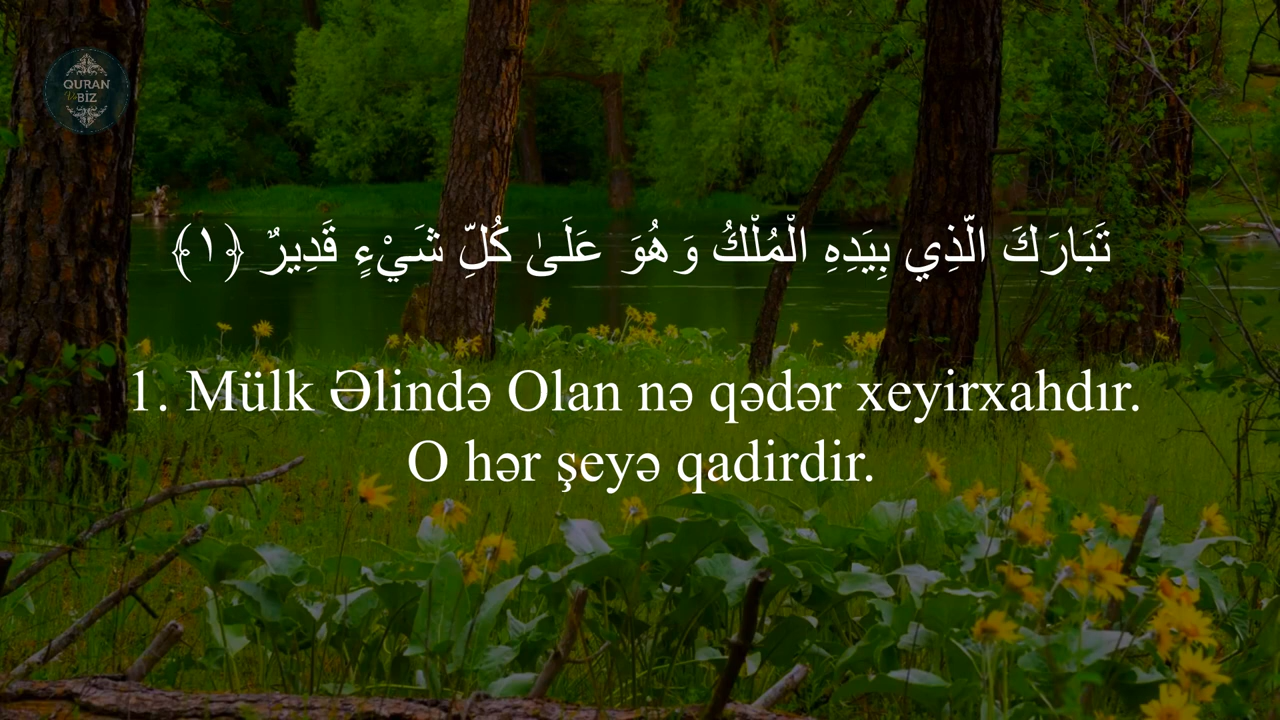 QURAN
BİZ
تَبَارَكَ الَّذِي بِيَدِهِ الْمُلْكُ وَهُوَ عَلَىٰ كُلِّ شَيْءٍ قَدِيرٌ ﴿١﴾
1. Mülk Əlində Olan nə qədər xeyirxahdır.
O hər şeyə qadirdir.